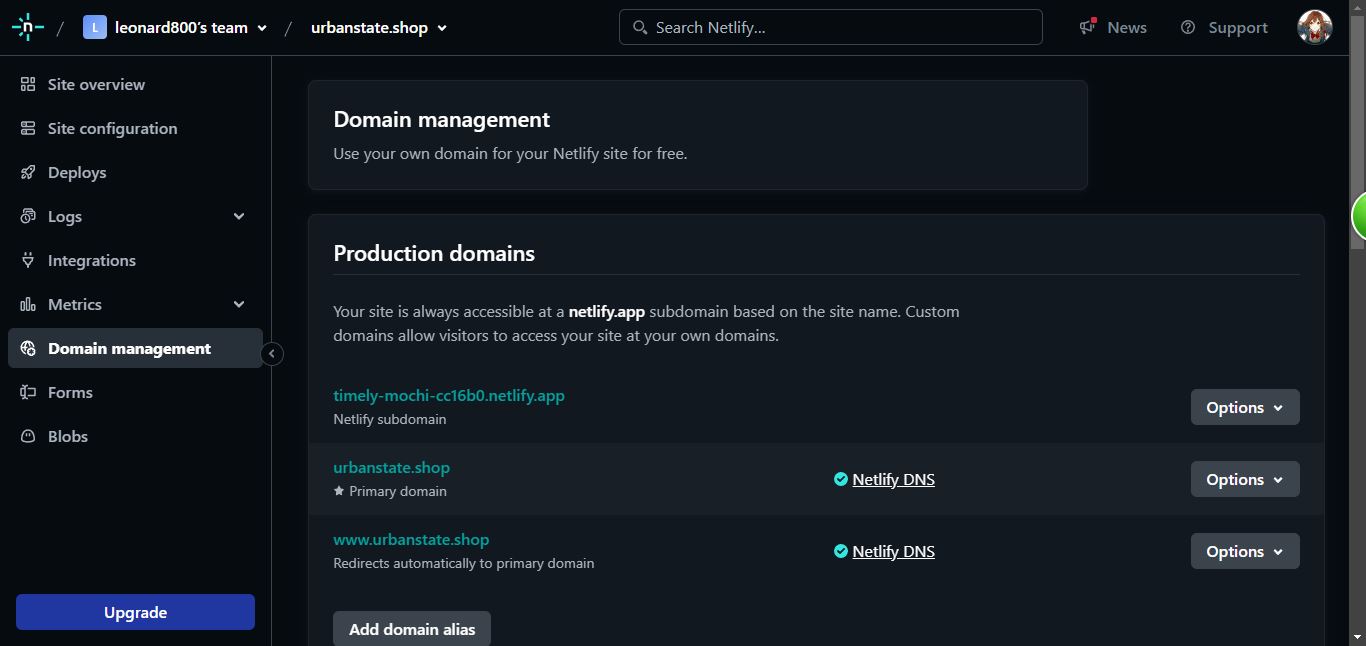 n / L leonard800's team / urbanstate.shop Search Netlify... News Support
Site overview
Site configuration
Deploys
Logs
Integrations
Metrics
Domain management
Forms
Blobs
Upgrade
Domain management
Use your own domain for your Netlify site for free.
Production domains
Your site is always accessible at a netlify.app subdomain based on the site name. Custom
domains allow visitors to access your site at your own domains.
timely-mochi-cc16b0.netlify.app
Netlify subdomain
Options
urbanstate.shop
Primary domain
Netlify DNS
Options
www.urbanstate.shop
Redirects automatically to primary domain
Netlify DNS
Options
Add domain alias